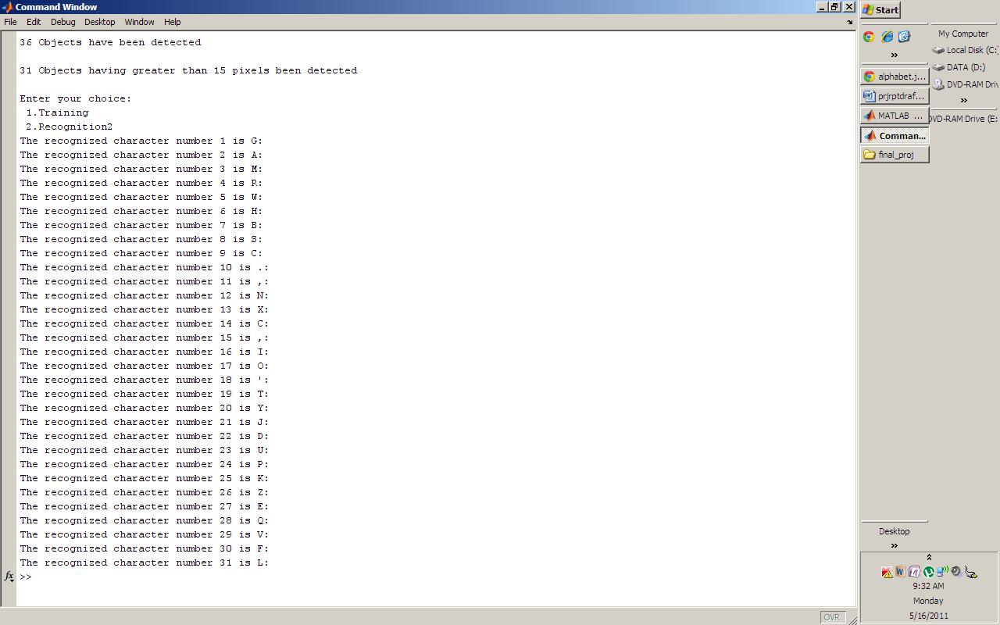 Command Window
File Edit Debug Desktop Window Help
36 Objects have been detected
31 Objects having greater than 15 pixels been detected
Enter your choice:
1.Training
2.Recognition2
The recognized character number 1 is G:
The recognized character number 2 is A:
The recognized character number 3 is M:
The recognized character number 4 is R:
The recognized character number 5 is W:
The recognized character number 6 is H:
The recognized character number 7 is B:
The recognized character number 8 is S:
The recognized character number 9 is C:
The recognized character number 10 is .:
The recognized character number 11 is ,:
The recognized character number 12 is N:
The recognized character number 13 is X:
The recognized character number 14 is C:
The recognized character number 15 is ,:
The recognized character number 16 is I:
The recognized character number 17 is O:
The recognized character number 18 is ':
The recognized character number 19 is T:
The recognized character number 20 is Y:
The recognized character number 21 is J:
The recognized character number 22 is D:
The recognized character number 23 is U:
The recognized character number 24 is P:
The recognized character number 25 is K:
The recognized character number 26 is Z:
The recognized character number 27 is E:
The recognized character number 28 is Q:
The recognized character number 29 is V:
The recognized character number 30 is F:
The recognized character number 31 is L:
fx >>
OVR
Start
My Computer
Local Disk (C:)
DATA (D:)
DVD-RAM Driv
»
DVD-RAM Drive (E:
»
alphabet.j...
prjrptdraf...
MATLAB ...
Comman...
final_proj
Desktop
»
9:32 AM
Monday
5/16/2011